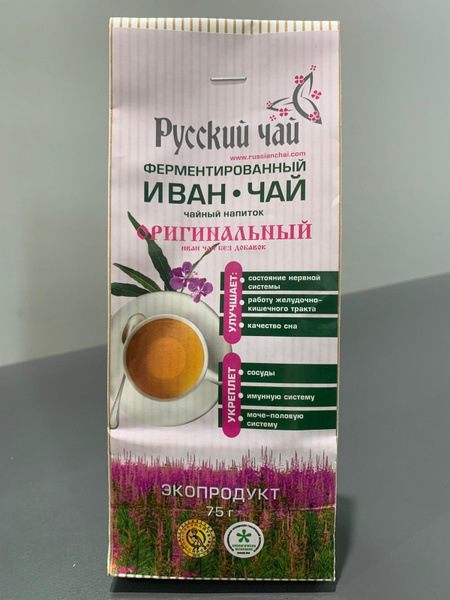 Русский чай
www.russianchai.com
ФЕРМЕНТИРОВАННЫЙ
ИВАН•ЧАЙ
чайный напиток
ОРИГИНАЛЬНЫЙ
ИВАН ЧАЙ БЕЗ ДОБАВОК
УЛУЧШАЕТ:
состояние нервной
системы
работу желудочно-
кишечного тракта
качество сна
УКРЕПЛЕТ
сосуды
имунную систему
моче-половую
систему
ЭКОПРОДУКТ
75 г